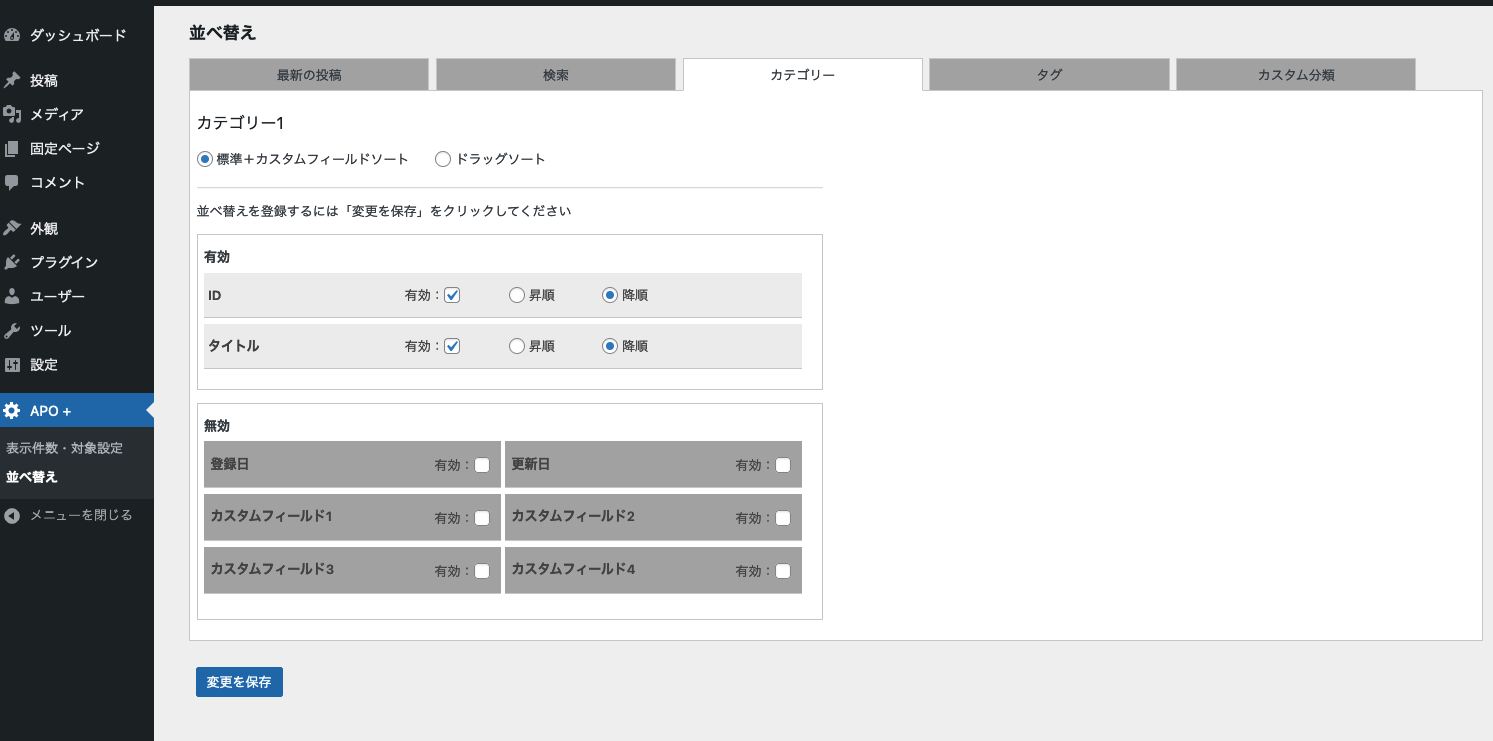 ダッシュボード
投稿
メディア
固定ページ
コメント
外観
プラグイン
ユーザー
ツール
設定
APO +
表示件数・対象設定
並べ替え
メニューを閉じる
並べ替え
最新の投稿 検索 カテゴリー タグ カスタム分類
カテゴリー1
標準＋カスタムフィールドソート ドラッグソート
並べ替えを登録するには「変更を保存」をクリックしてください
有効
ID 有効： 昇順 降順
タイトル 有効： 昇順 降順
無効
登録日 有効： 更新日 有効：
カスタムフィールド1 有効： カスタムフィールド2 有効：
カスタムフィールド3 有効： カスタムフィールド4 有効：
変更を保存